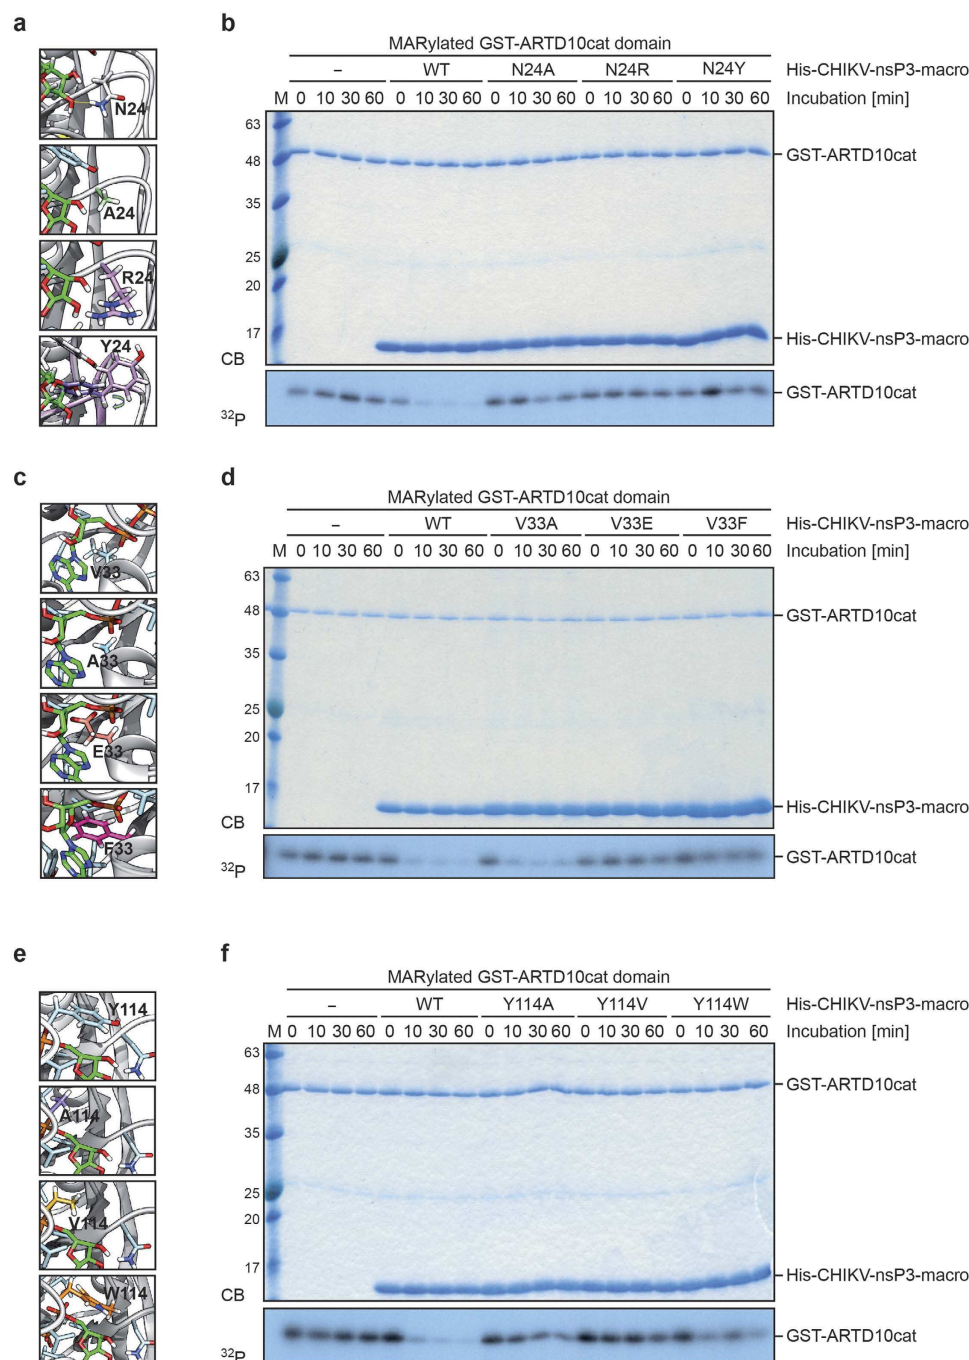 a
N24
A24
R24
Y24
b
MARylated GST-ARTD10cat domain
– WT N24A N24R N24Y His-CHIKV-nsP3-macro
M 0 10 30 60 0 10 30 60 0 10 30 60 0 10 30 60 0 10 30 60 Incubation [min]
63
48 GST-ARTD10cat
35
25
20
17 His-CHIKV-nsP3-macro
CB
GST-ARTD10cat
32P
c
V33
A33
E33
F33
d
MARylated GST-ARTD10cat domain
– WT V33A V33E V33F His-CHIKV-nsP3-macro
M 0 10 30 60 0 10 30 60 0 10 30 60 0 10 30 60 0 10 30 60 Incubation [min]
63
48 GST-ARTD10cat
35
25
20
17 His-CHIKV-nsP3-macro
CB
GST-ARTD10cat
32P
e
Y114
A114
V114
W114
f
MARylated GST-ARTD10cat domain
– WT Y114A Y114V Y114W His-CHIKV-nsP3-macro
M 0 10 30 60 0 10 30 60 0 10 30 60 0 10 30 60 0 10 30 60 Incubation [min]
63
48 GST-ARTD10cat
35
25
20
17 His-CHIKV-nsP3-macro
CB
GST-ARTD10cat
32P